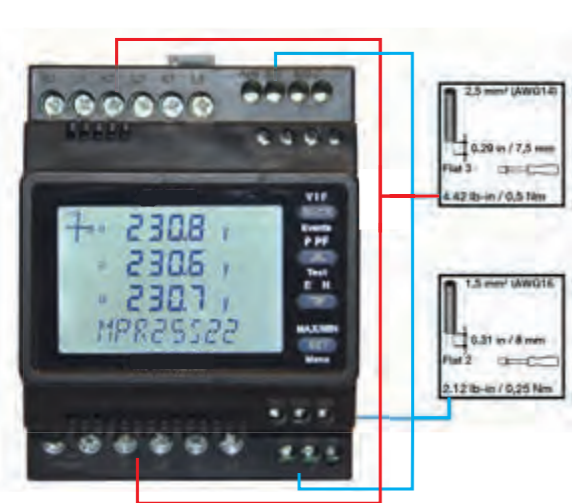 V I F
Events
P PF
Test
E H
MAX/MIN
SET
Menu
230.8 V
230.6 V
230.7 V
MPR25S22
2,5 mm² (AWG14)
0.29 in / 7,5 mm
Flat 3
4.42 lb-in / 0,5 Nm
1,5 mm² (AWG16
0.31 in / 8 mm
Flat 2
2.12 lb-in / 0,25 Nm